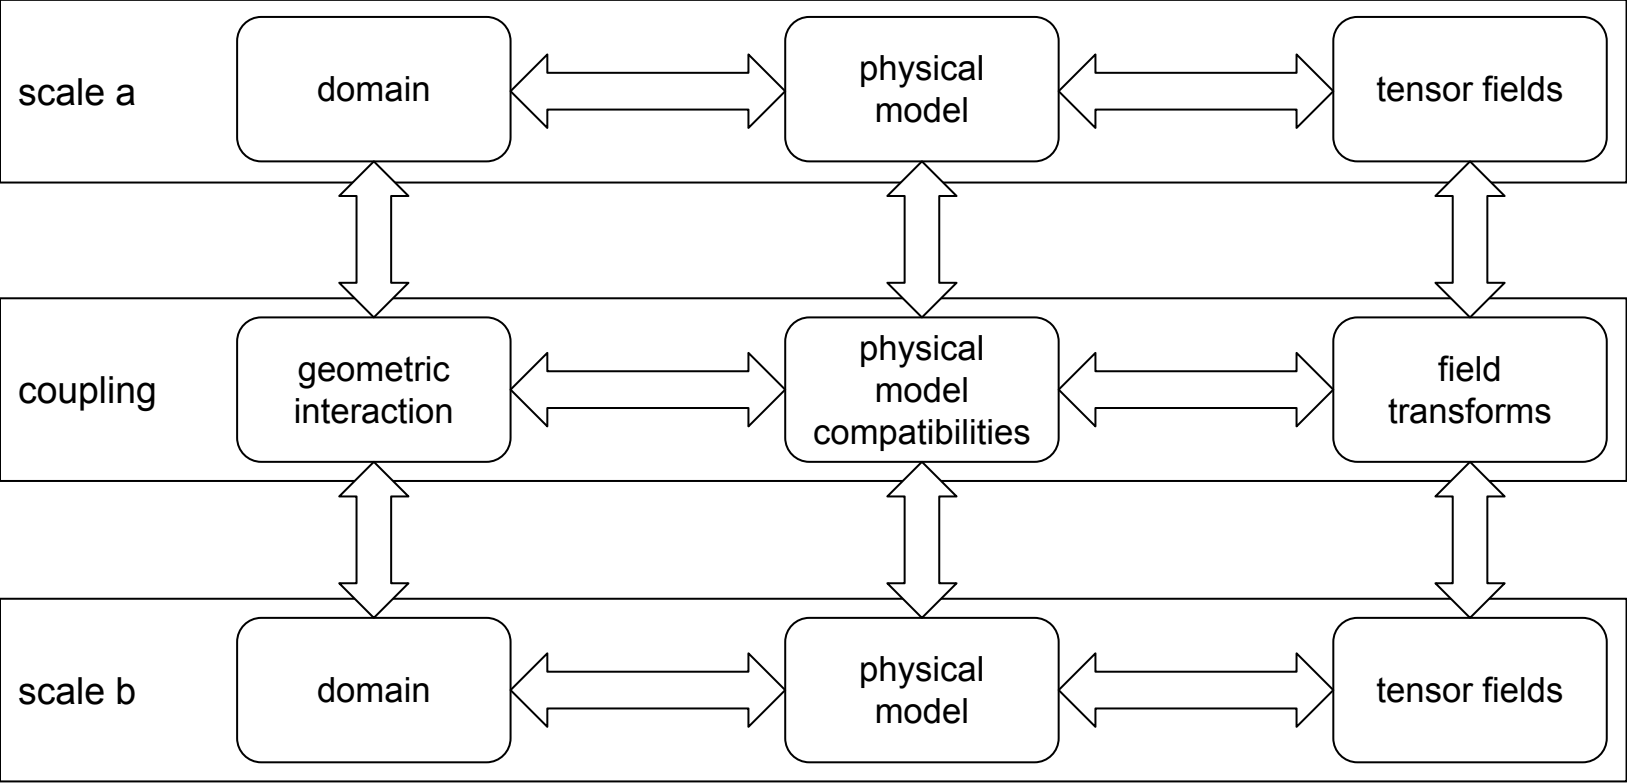 scale a
domain
physical
model
tensor fields
coupling
geometric
interaction
physical
model
compatibilities
field
transforms
scale b
domain
physical
model
tensor fields